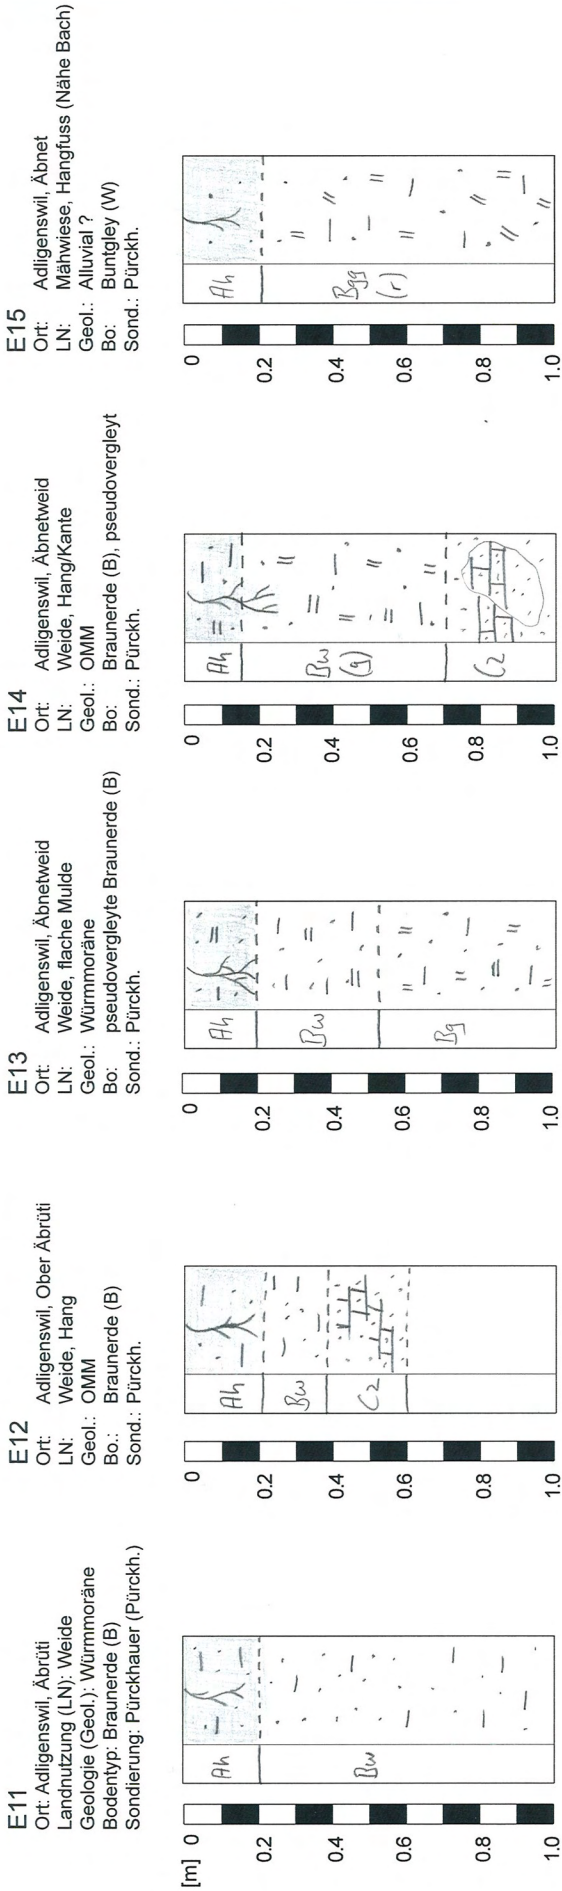 E11
Ort: Adligenswil, Äbrüti
Landnutzung (LN): Weide
Geologie (Geol.): Würmmoräne
Bodentyp: Braunerde (B)
Sondierung: Pürckhauer (Pürckh.)
[m]
0
0.2
0.4
0.6
0.8
1.0
Ah
Bw
E12
Ort: Adligenswil, Ober Äbrüti
LN: Weide, Hang
Geol.: OMM
Bo.: Braunerde (B)
Sond.: Pürckh.
0
0.2
0.4
0.6
0.8
1.0
Ah
Bw
Cz
E13
Ort: Adligenswil, Äbnetweid
LN: Weide, flache Mulde
Geol.: Würmmoräne
Bo: pseudovergleyte Braunerde (B)
Sond.: Pürckh.
0
0.2
0.4
0.6
0.8
1.0
Ah
Bw
Bg
E14
Ort: Adligenswil, Äbnetweid
LN: Weide, Hang/Kante
Geol.: OMM
Bo: Braunerde (B), pseudovergleyt
Sond.: Pürckh.
0
0.2
0.4
0.6
0.8
1.0
Ah
Bw
(g)
Cz
E15
Ort: Adligenswil, Äbnet
LN: Mähwiese, Hangfuss (Nähe Bach)
Geol.: Alluvial ?
Bo: Buntgley (W)
Sond.: Pürckh.
0
0.2
0.4
0.6
0.8
1.0
Ah
Bgg
(r)